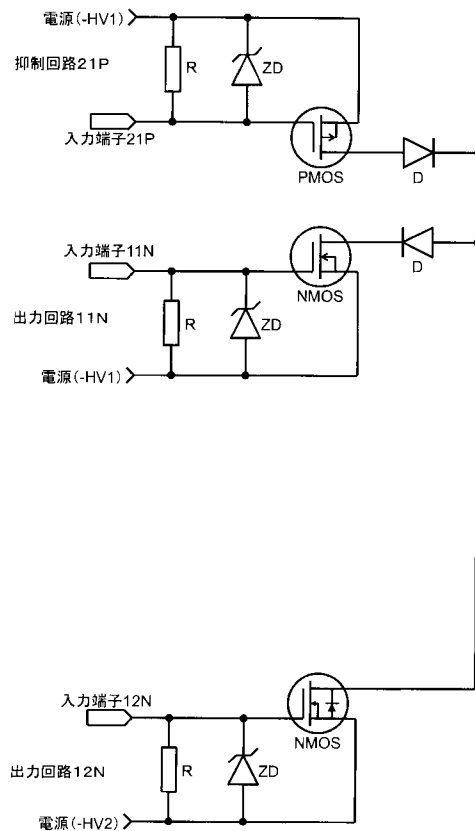 電源(-HV1)
抑制回路21P
R
ZD
入力端子21P
PMOS
D
入力端子11N
D
NMOS
出力回路11N
R
ZD
電源(-HV1)
入力端子12N
NMOS
出力回路12N
R
ZD
電源(-HV2)